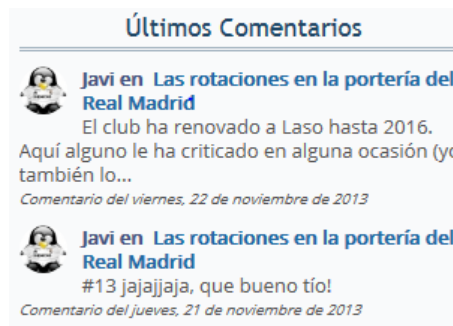 Últimos Comentarios
Javi en Las rotaciones en la portería del
Real Madrid
El club ha renovado a Laso hasta 2016.
Aquí alguno le ha criticado en alguna ocasión (yo
también lo...
Comentario del viernes, 22 de noviembre de 2013
Javi en Las rotaciones en la portería del
Real Madrid
#13 jajajjaja, que bueno tío!
Comentario del jueves, 21 de noviembre de 2013